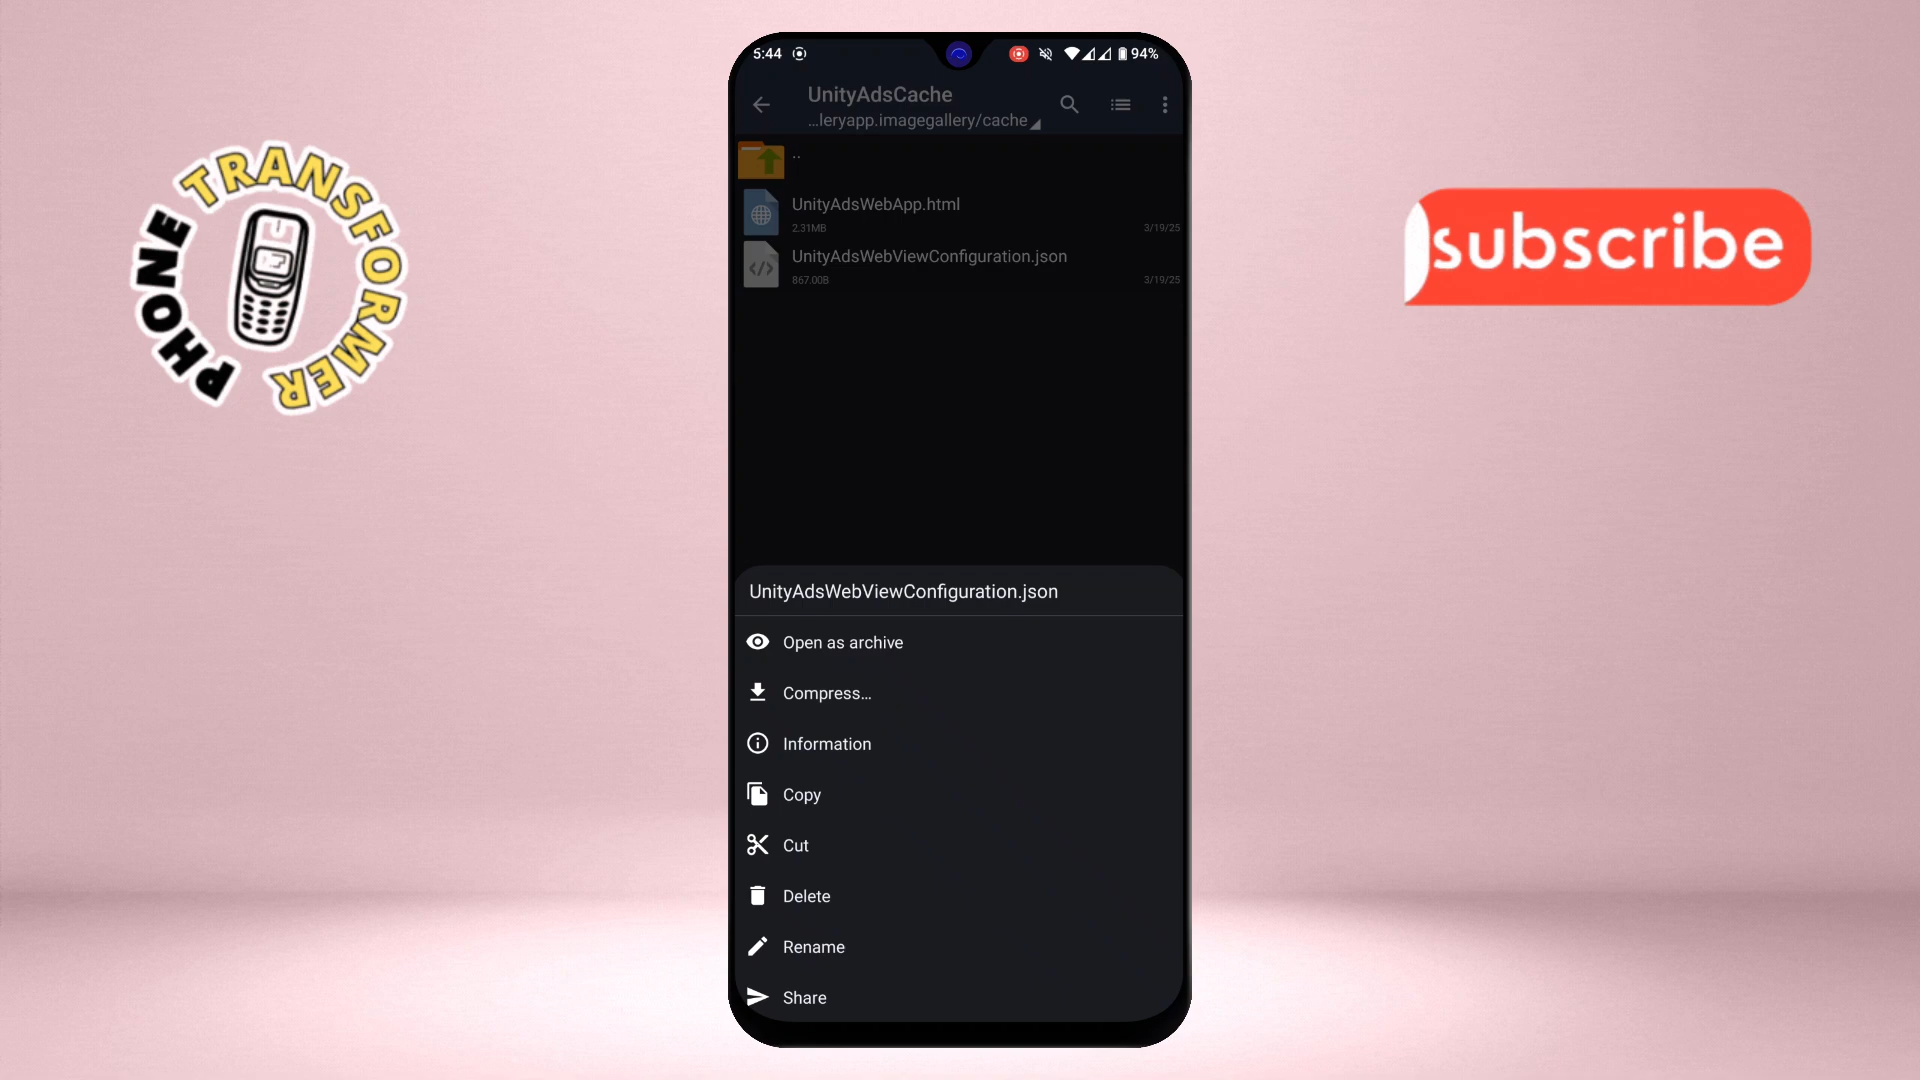 PHONE TRANSFORMER
5:44
94%
UnityAdsCache
...leryapp.imagegallery/cache
..
UnityAdsWebApp.html
2.31MB
3/19/25
UnityAdsWebViewConfiguration.json
867.00B
3/19/25
UnityAdsWebViewConfiguration.json
Open as archive
Compress...
Information
Copy
Cut
Delete
Rename
Share
subscribe